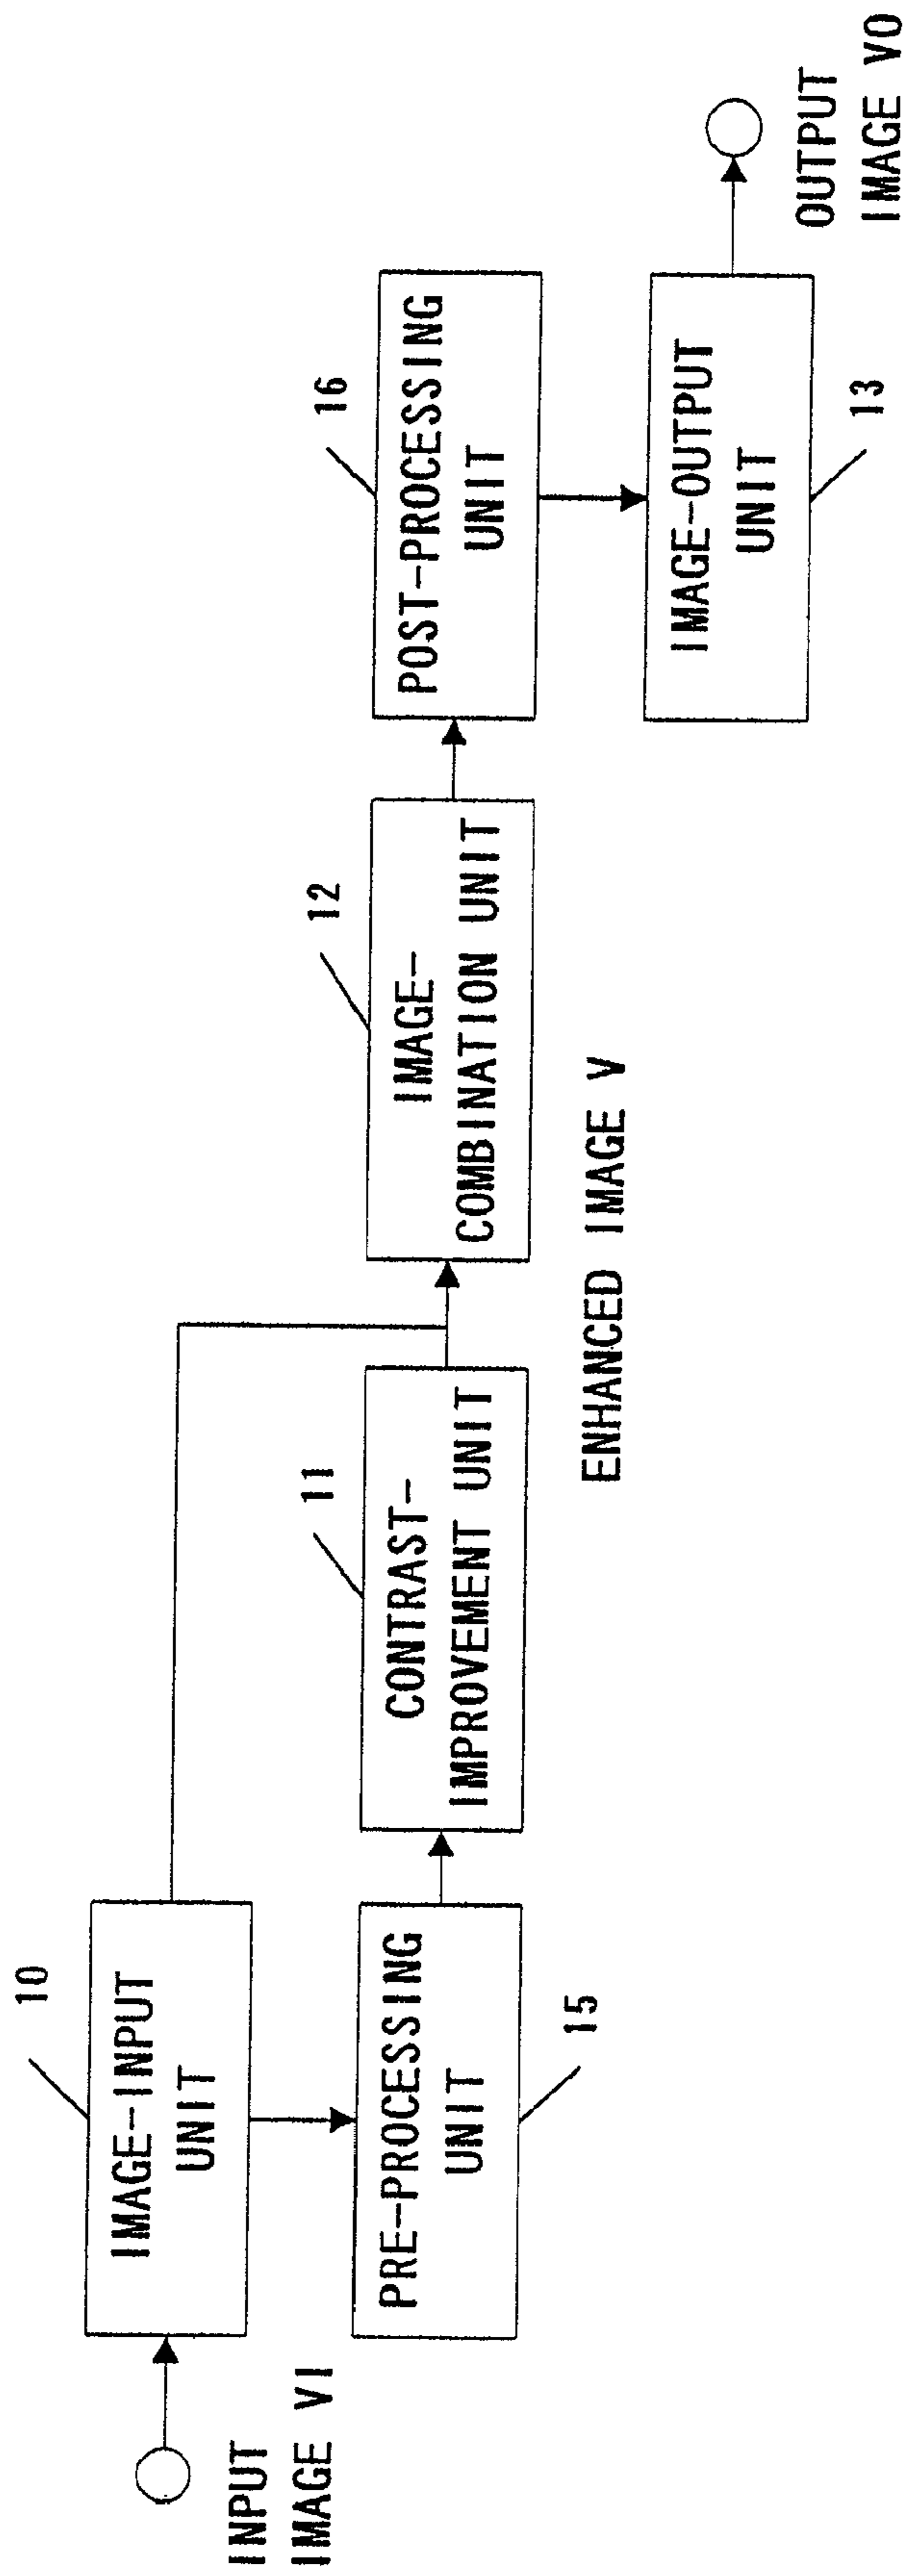 INPUT
IMAGE VI
10
IMAGE-INPUT
UNIT
PRE-PROCESSING
UNIT
15
11
CONTRAST-
IMPROVEMENT UNIT
ENHANCED IMAGE V
12
IMAGE-
COMBINATION UNIT
16
POST-PROCESSING
UNIT
IMAGE-OUTPUT
UNIT
13
OUTPUT
IMAGE VO